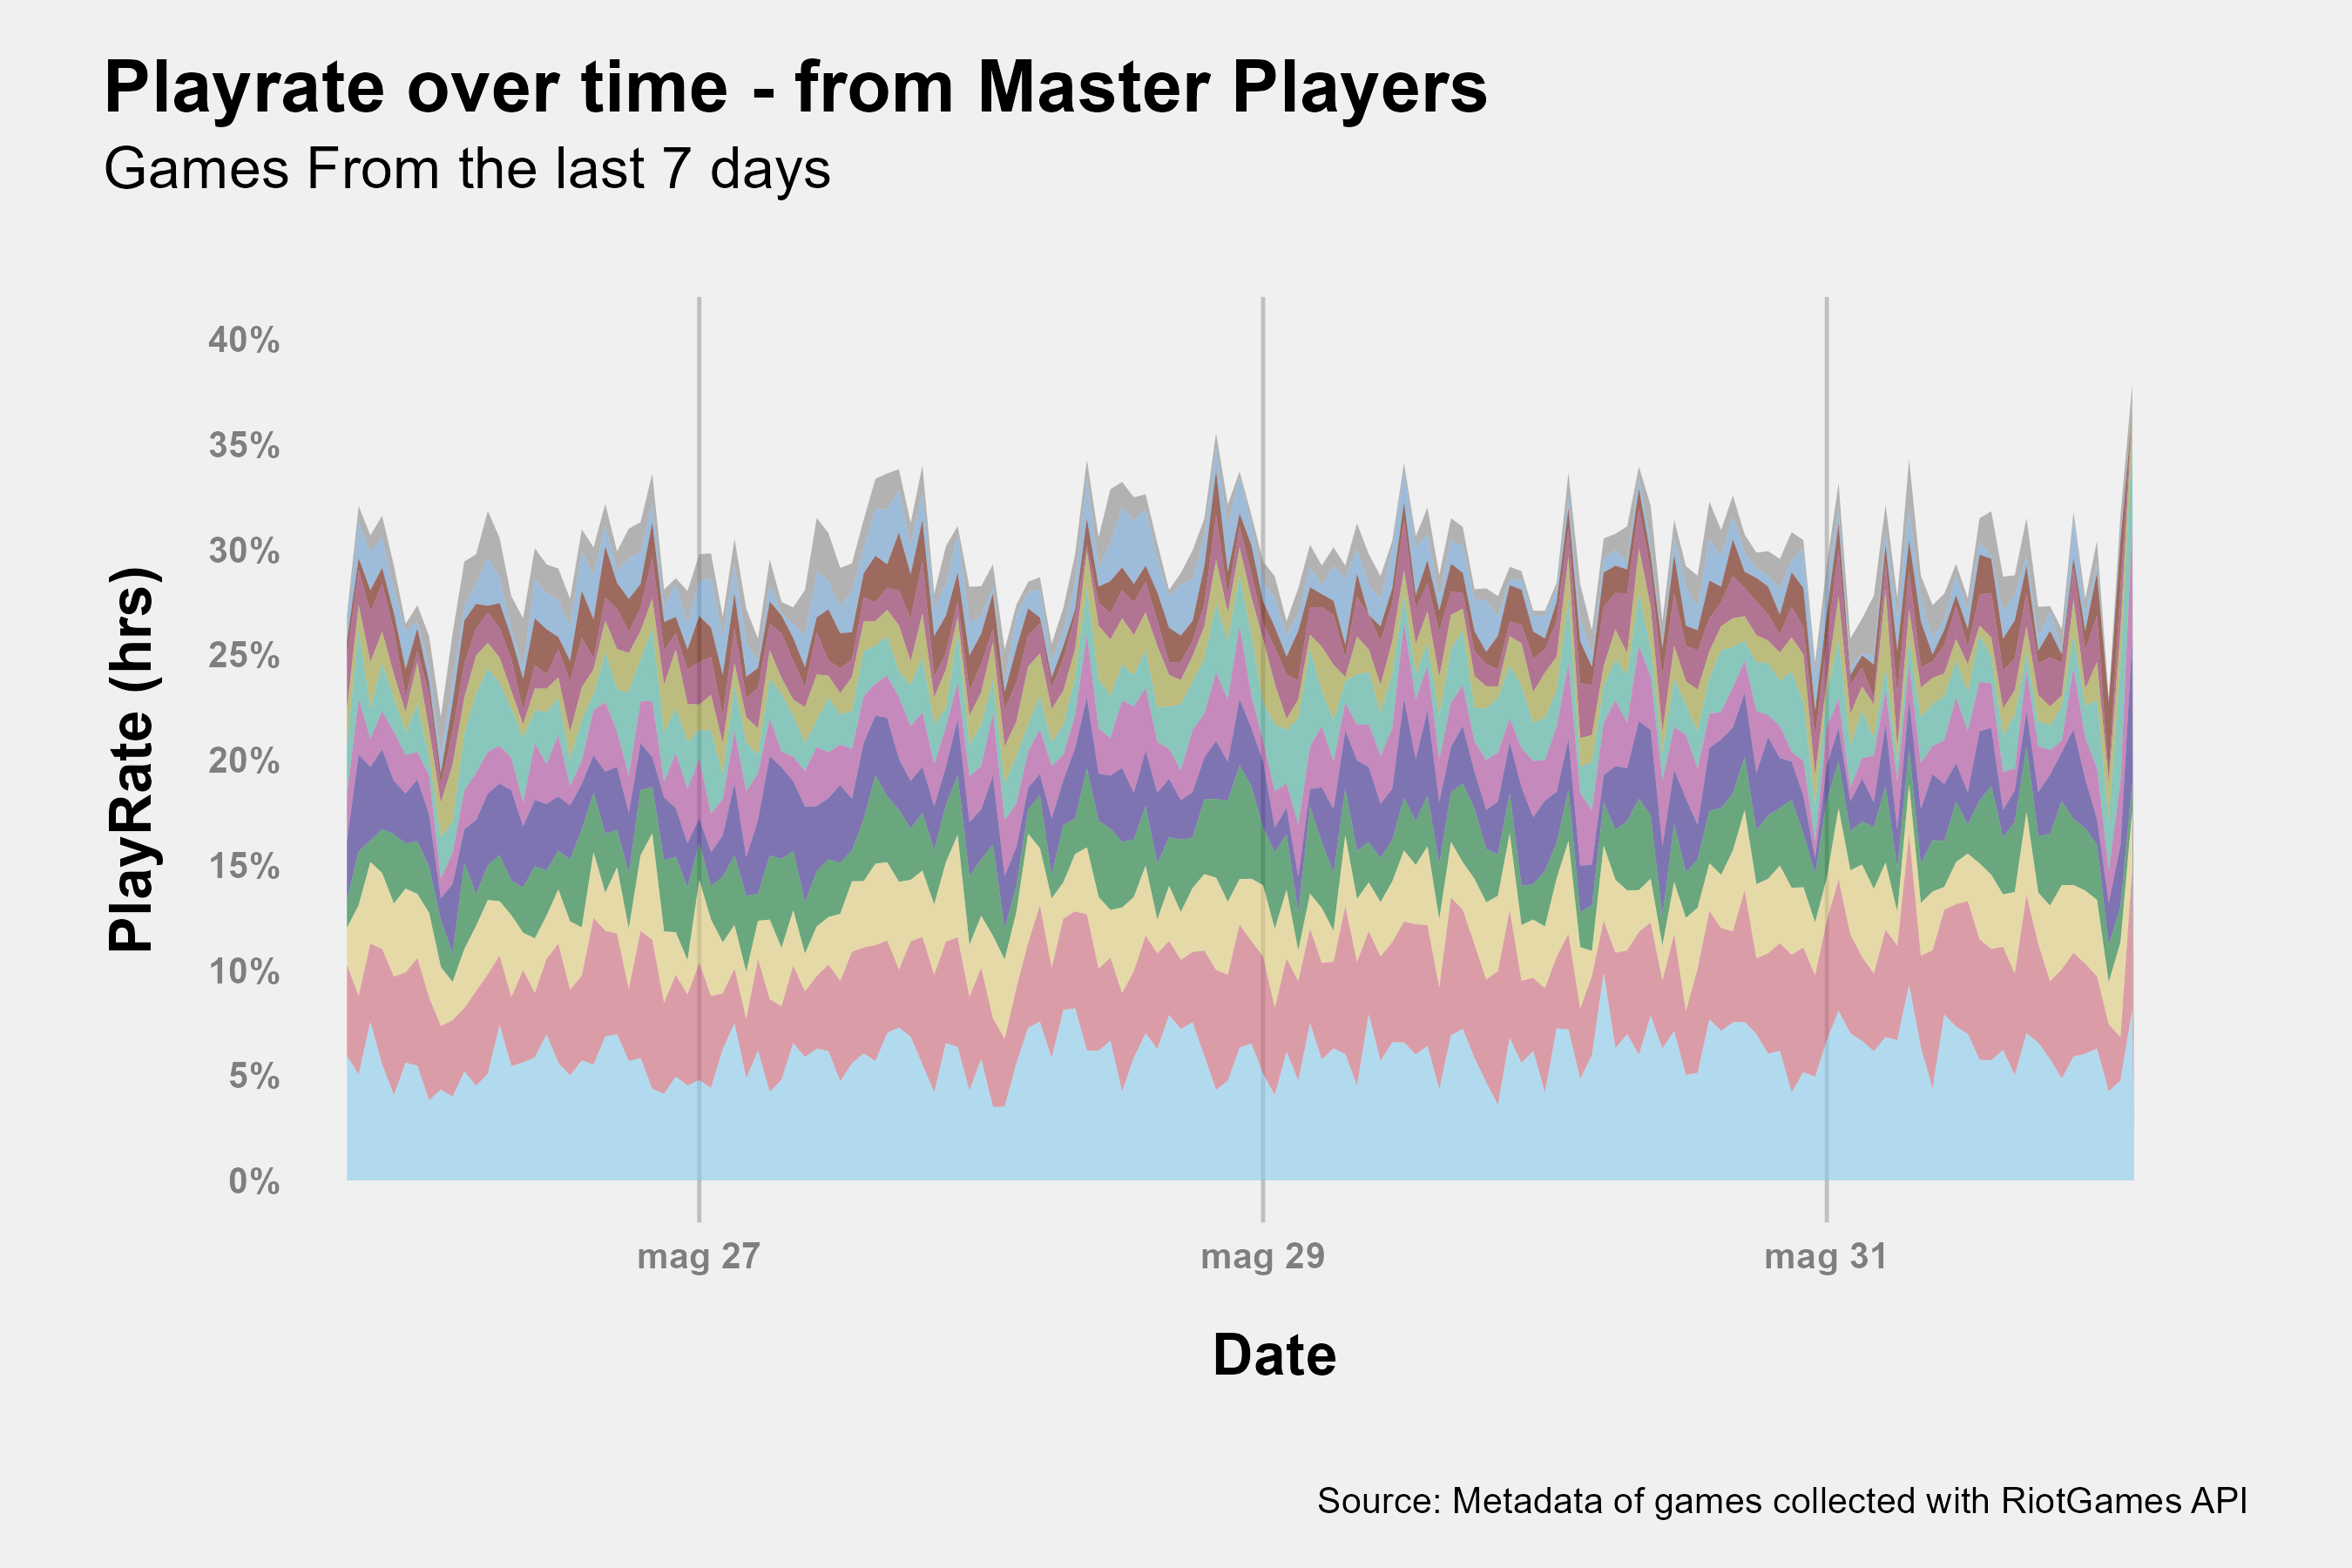 Playrate over time - from Master Players
Games From the last 7 days
PlayRate (hrs)
40%
35%
30%
25%
20%
15%
10%
5%
0%
mag 27
mag 29
mag 31
Date
Source: Metadata of games collected with RiotGames API